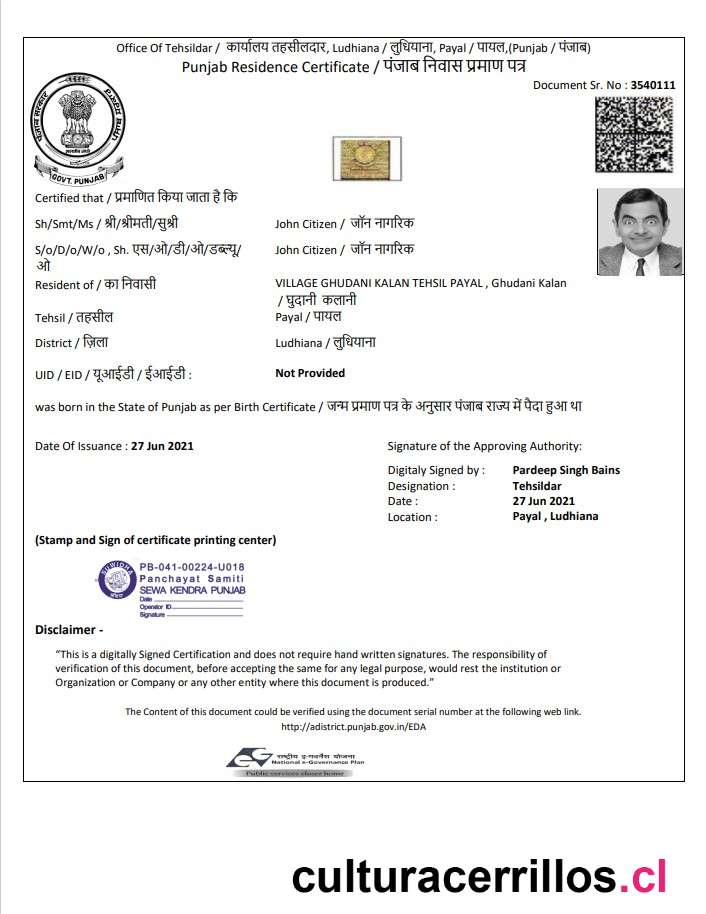 Office Of Tehsildar / कार्यालय तहसीलदार, Ludhiana / लुधियाना, Payal / पायल,(Punjab / पंजाब)
Punjab Residence Certificate / पंजाब निवास प्रमाण पत्र
Document Sr. No : 3540111
पंजाब सरकार
GOVT. PUNJAB
Certified that / प्रमाणित किया जाता है कि
Sh/Smt/Ms / श्री/श्रीमती/सुश्री John Citizen / जॉन नागरिक
S/o/D/o/W/o , Sh. एस/ओ/डी/ओ/डब्ल्यू/ John Citizen / जॉन नागरिक
ओ
Resident of / का निवासी VILLAGE GHUDANI KALAN TEHSIL PAYAL , Ghudani Kalan
/ घुदानी कलानी
Tehsil / तहसील Payal / पायल
District / ज़िला Ludhiana / लुधियाना
UID / EID / यूआईडी / ईआईडी : Not Provided
was born in the State of Punjab as per Birth Certificate / जन्म प्रमाण पत्र के अनुसार पंजाब राज्य में पैदा हुआ था
Date Of Issuance : 27 Jun 2021 Signature of the Approving Authority:
Digitaly Signed by : Pardeep Singh Bains
Designation : Tehsildar
Date : 27 Jun 2021
Location : Payal , Ludhiana
(Stamp and Sign of certificate printing center)
SUWIDHA
PB-041-00224-U018
Panchayat Samiti
SEWA KENDRA PUNJAB
Date
Operator ID
Signature
Disclaimer -
“This is a digitally Signed Certification and does not require hand written signatures. The responsibility of
verification of this document, before accepting the same for any legal purpose, would rest the institution or
Organization or Company or any other entity where this document is produced.”
The Content of this document could be verified using the document serial number at the following web link.
http://adistrict.punjab.gov.in/EDA
राष्ट्रीय इ-गवर्नेंस योजना
National e-Governance Plan
Public services closer home
culturacerrillos.cl